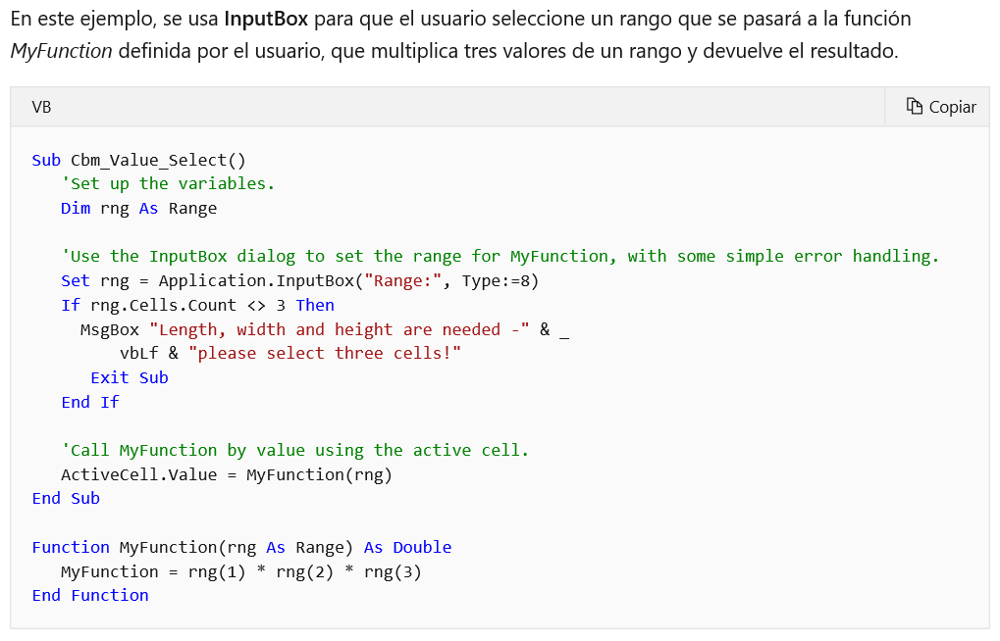 En este ejemplo, se usa InputBox para que el usuario seleccione un rango que se pasará a la función
MyFunction definida por el usuario, que multiplica tres valores de un rango y devuelve el resultado.
VB
Copiar
Sub Cbm_Value_Select()
   'Set up the variables.
   Dim rng As Range

   'Use the InputBox dialog to set the range for MyFunction, with some simple error handling.
   Set rng = Application.InputBox("Range:", Type:=8)
   If rng.Cells.Count <> 3 Then
     MsgBox "Length, width and height are needed -" & _
         vbLf & "please select three cells!"
      Exit Sub
   End If

   'Call MyFunction by value using the active cell.
   ActiveCell.Value = MyFunction(rng)
End Sub

Function MyFunction(rng As Range) As Double
   MyFunction = rng(1) * rng(2) * rng(3)
End Function